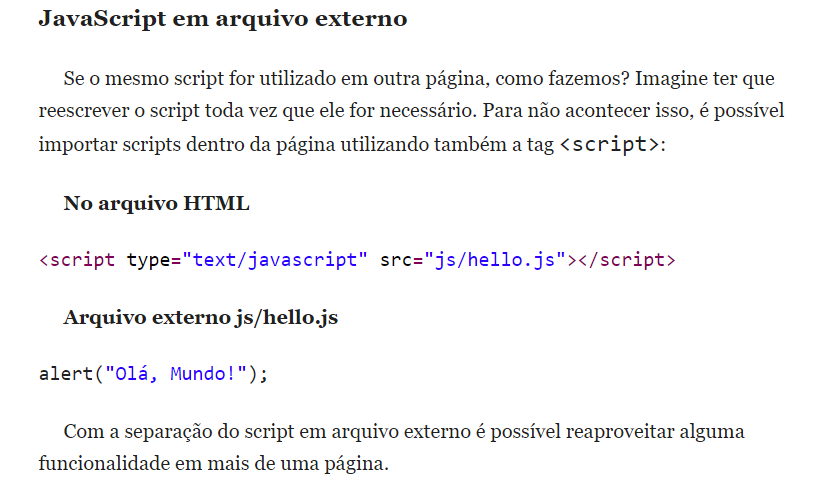 JavaScript em arquivo externo
Se o mesmo script for utilizado em outra página, como fazemos? Imagine ter que
reescrever o script toda vez que ele for necessário. Para não acontecer isso, é possível
importar scripts dentro da página utilizando também a tag <script>:
No arquivo HTML
<script type="text/javascript" src="js/hello.js"></script>
Arquivo externo js/hello.js
alert("Olá, Mundo!");
Com a separação do script em arquivo externo é possível reaproveitar alguma
funcionalidade em mais de uma página.